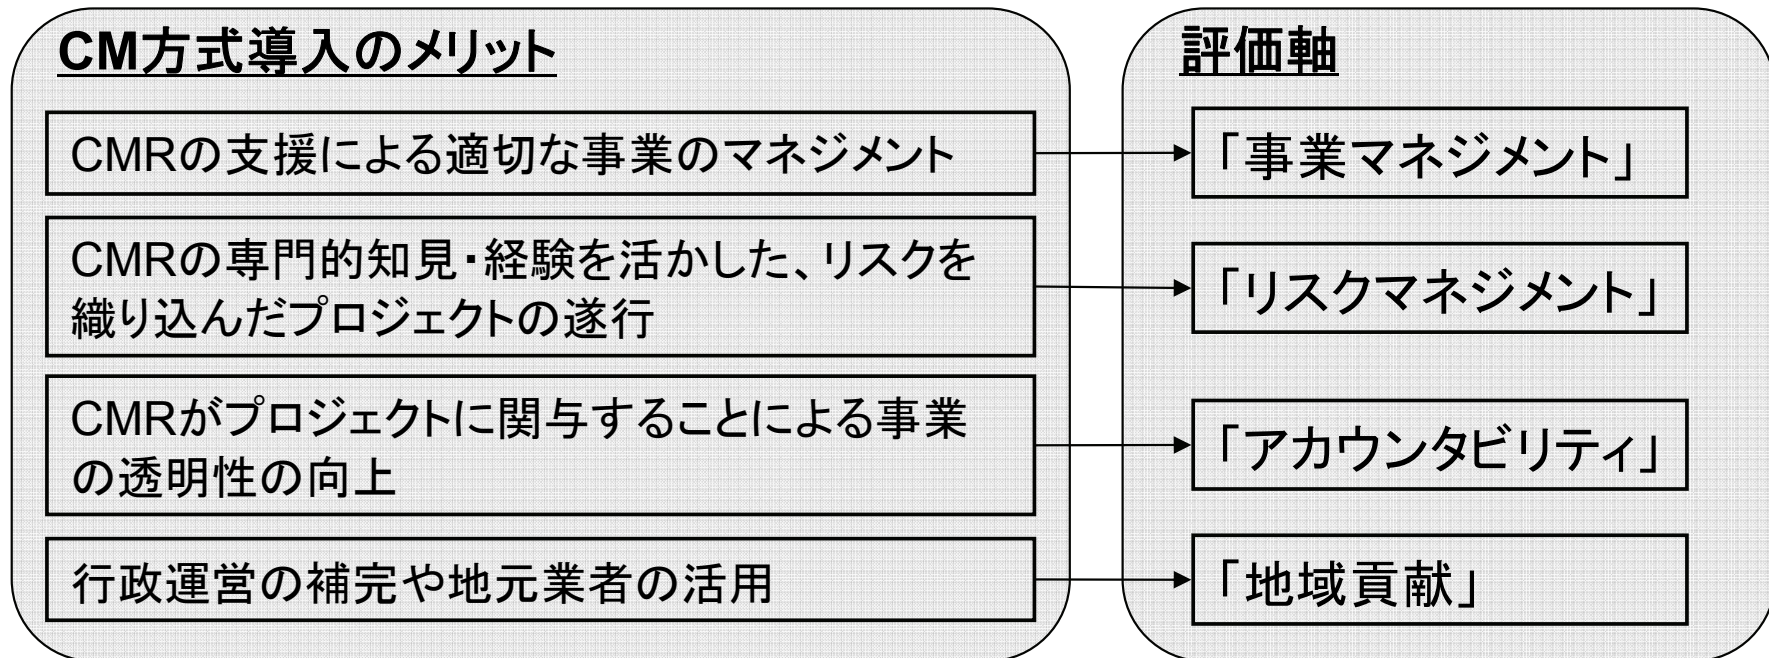 CM方式導入のメリット
CMRの支援による適切な事業のマネジメント
CMRの専門的知見・経験を活かした、リスクを
織り込んだプロジェクトの遂行
CMRがプロジェクトに関与することによる事業
の透明性の向上
行政運営の補完や地元業者の活用
評価軸
「事業マネジメント」
「リスクマネジメント」
「アカウンタビリティ」
「地域貢献」